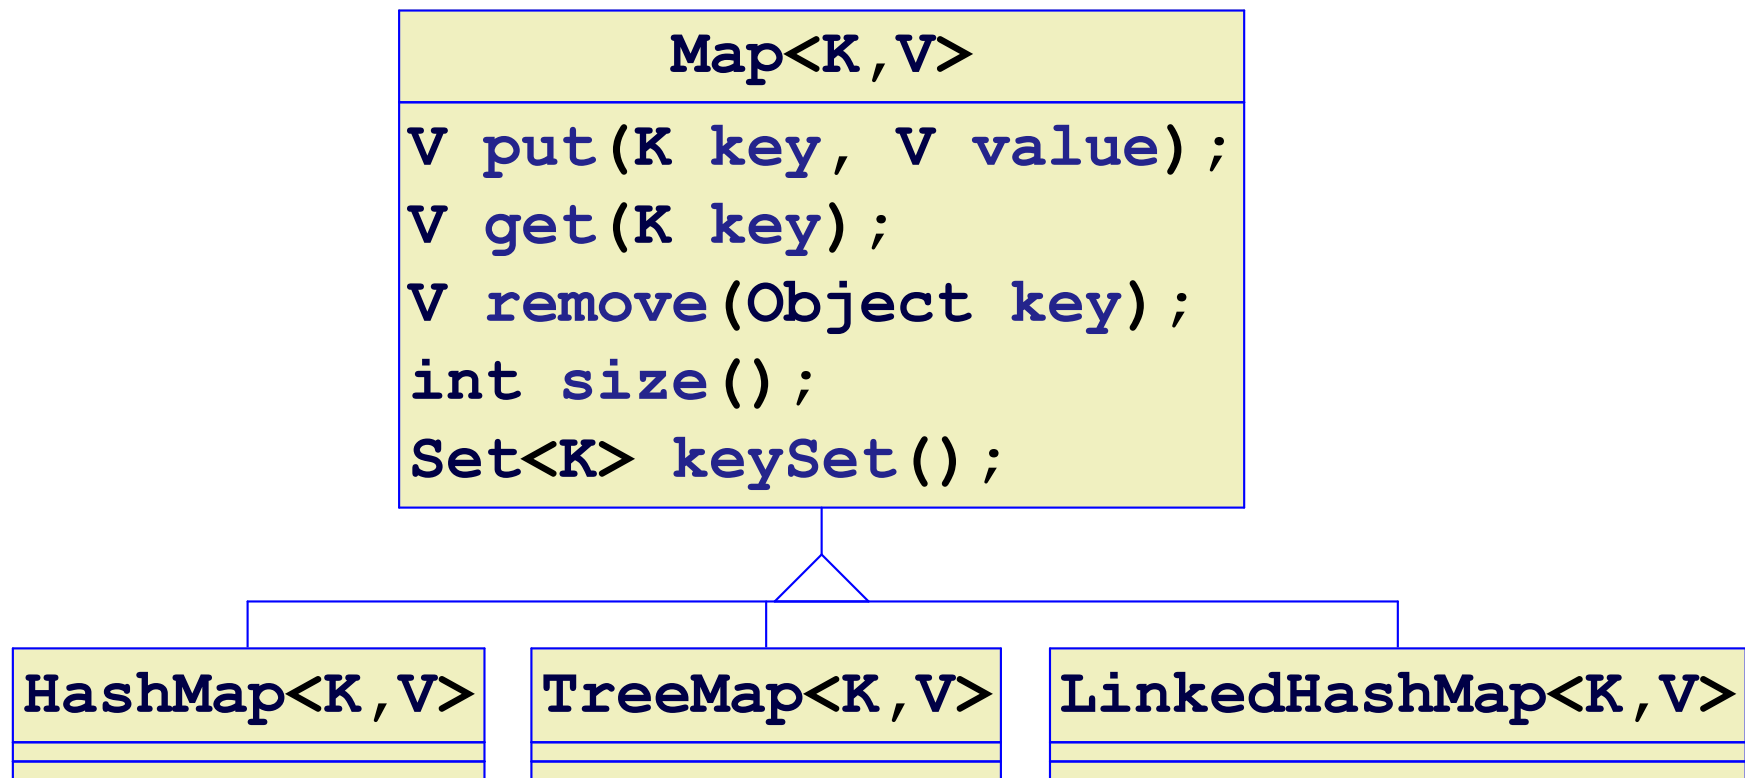 Map<K,V>
V put(K key, V value);
V get(K key);
V remove(Object key);
int size();
Set<K> keySet();
HashMap<K,V>
TreeMap<K,V>
LinkedHashMap<K,V>